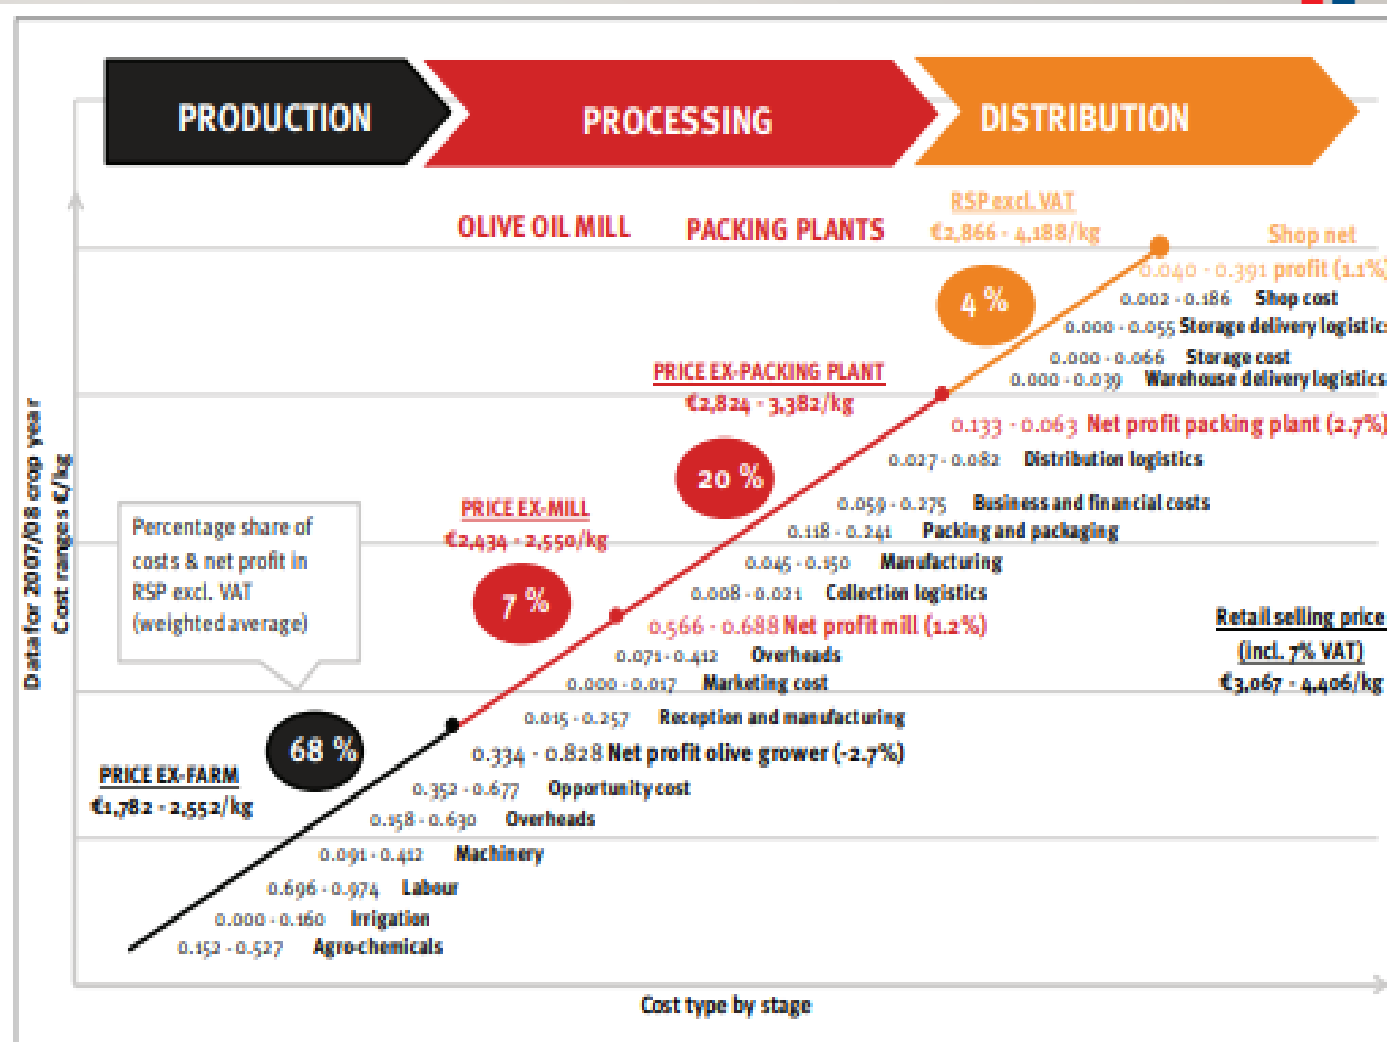 PRODUCTION
PROCESSING
DISTRIBUTION
OLIVE OIL MILL
PACKING PLANTS
RSP excl. VAT
€2,866 - 4,188/kg
Shop net
0.040 - 0.391 profit (1.1%)
0.002 - 0.186 Shop cost
4 %
0.000 - 0.055 Storage delivery logistic
0.000 - 0.066 Storage cost
0.000 - 0.039 Warehouse delivery logistics
PRICE EX-PACKING PLANT
€2,824 - 3,382/kg
0.133 - 0.063 Net profit packing plant (2.7%)
0.027 - 0.082 Distribution logistics
20 %
0.059 - 0.275 Business and financial costs
0.118 - 0.241 Packing and packaging
PRICE EX-MILL
€2,434 - 2,550/kg
0.045 - 0.150 Manufacturing
0.008 - 0.021 Collection logistics
7 %
0.566 - 0.688 Net profit mill (1.2%)
0.071 - 0.412 Overheads
0.000 - 0.017 Marketing cost
0.015 - 0.257 Reception and manufacturing
Percentage share of
costs & net profit in
RSP excl. VAT
(weighted average)
Retail selling price
(incl. 7% VAT)
€3,067 - 4,406/kg
68 %
0.334 - 0.828 Net profit olive grower (-2.7%)
PRICE EX-FARM
€1,782 - 2,552/kg
0.352 - 0.677 Opportunity cost
0.158 - 0.630 Overheads
0.091 - 0.412 Machinery
0.696 - 0.974 Labour
0.000 - 0.160 Irrigation
0.152 - 0.527 Agro-chemicals
Data for 2007/08 crop year
Cost ranges €/kg
Cost type by stage